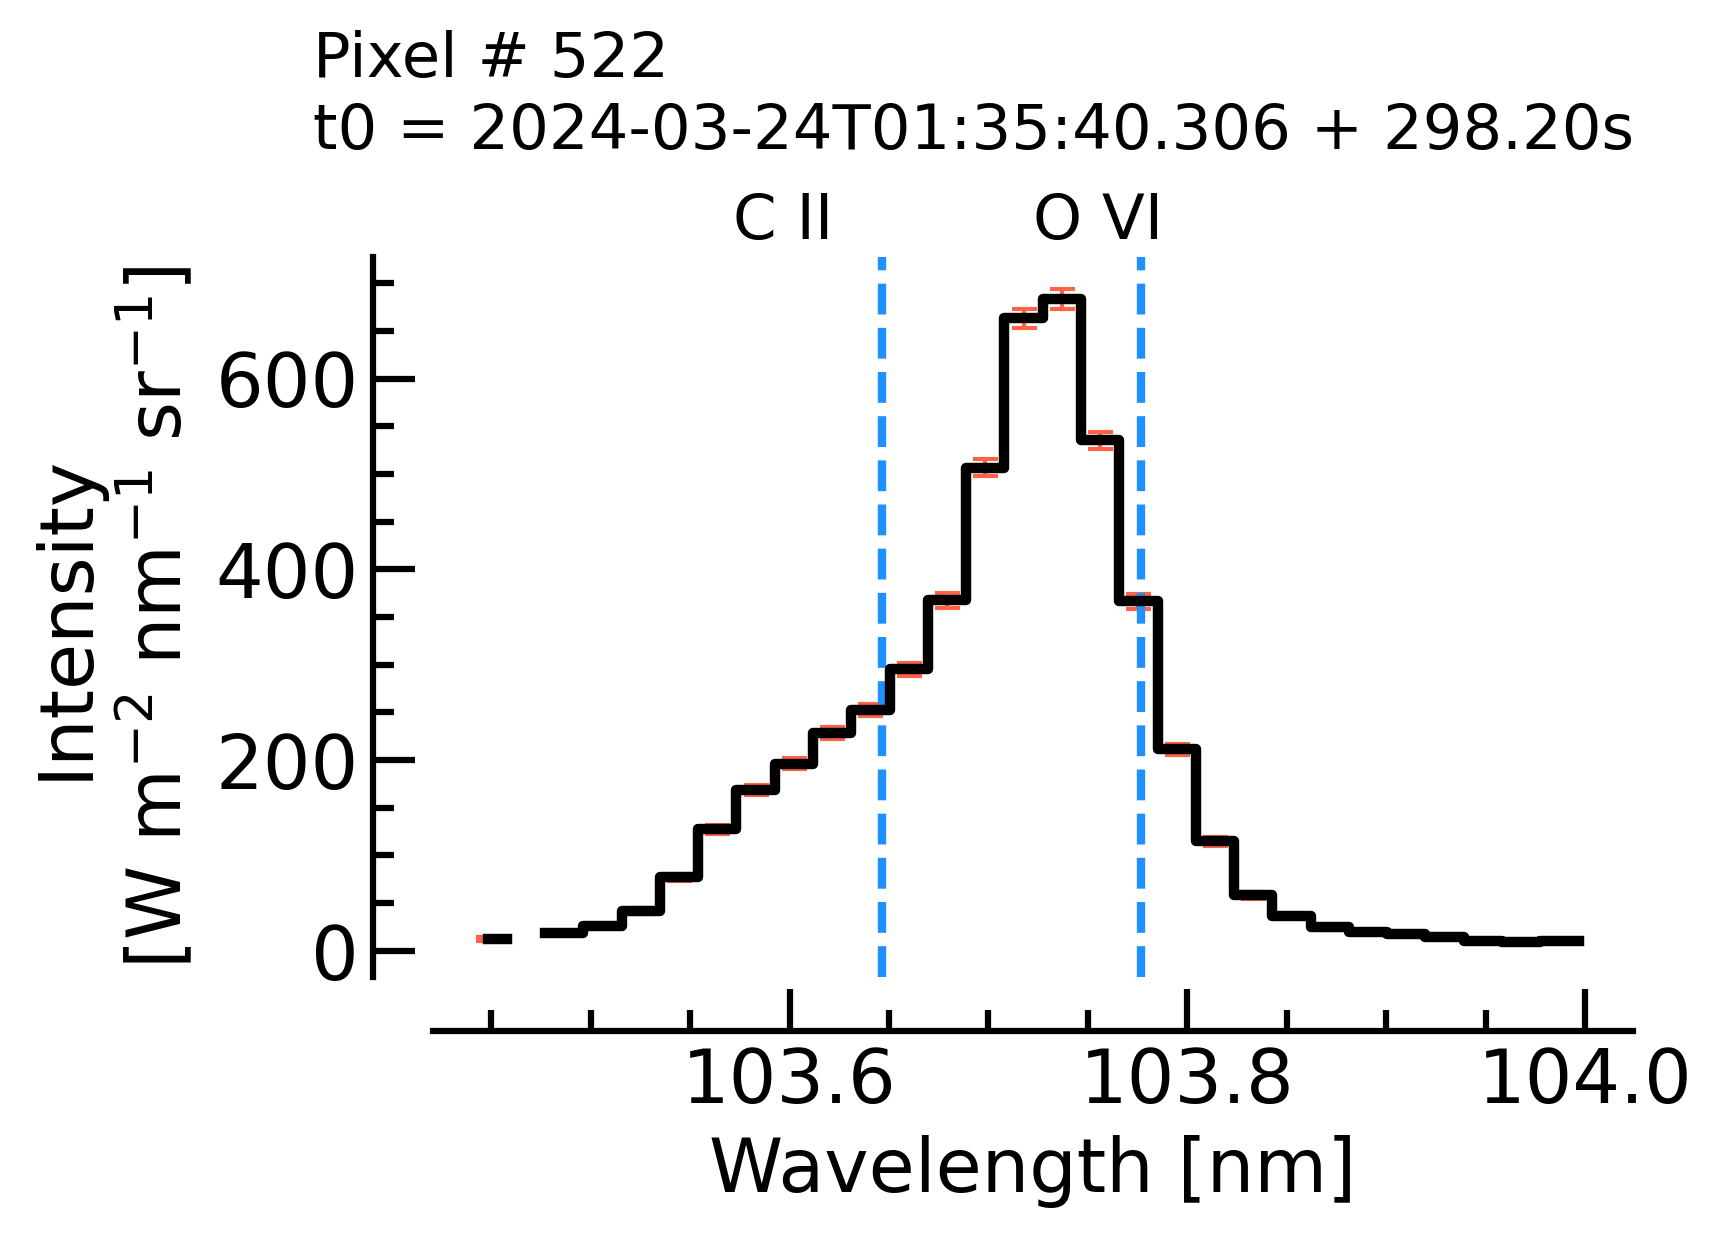 Pixel # 522
t0 = 2024-03-24T01:35:40.306 + 298.20s
C II
O VI
Intensity
[W m⁻² nm⁻¹ sr⁻¹]
600
400
200
0
103.6
103.8
104.0
Wavelength [nm]